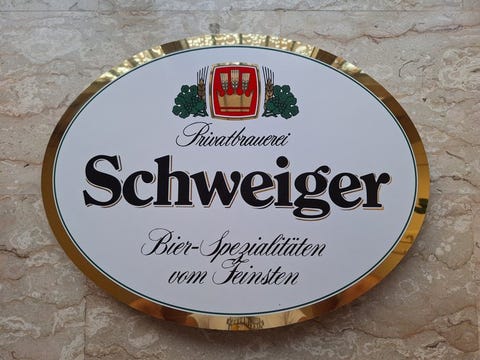 Privatbrauerei
Schweiger
Bier-Spezialitäten
vom Feinsten